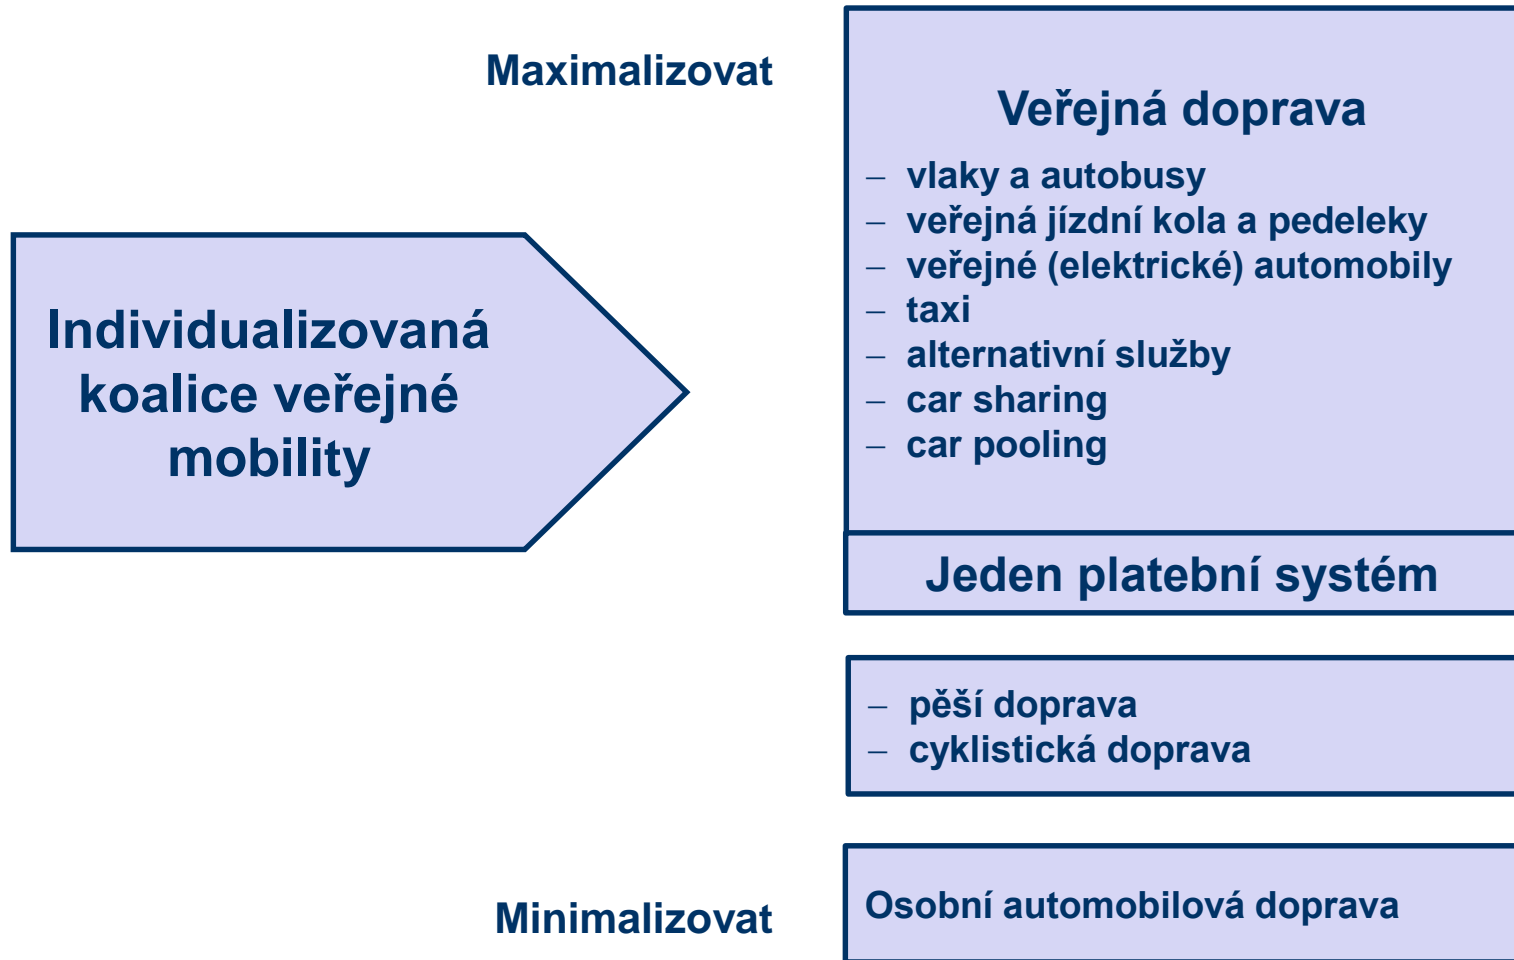 Maximalizovat
Individualizovaná
koalice veřejné
mobility
Veřejná doprava
– vlaky a autobusy
– veřejná jízdní kola a pedeleky
– veřejné (elektrické) automobily
– taxi
– alternativní služby
– car sharing
– car pooling
Jeden platební systém
– pěší doprava
– cyklistická doprava
Minimalizovat
Osobní automobilová doprava